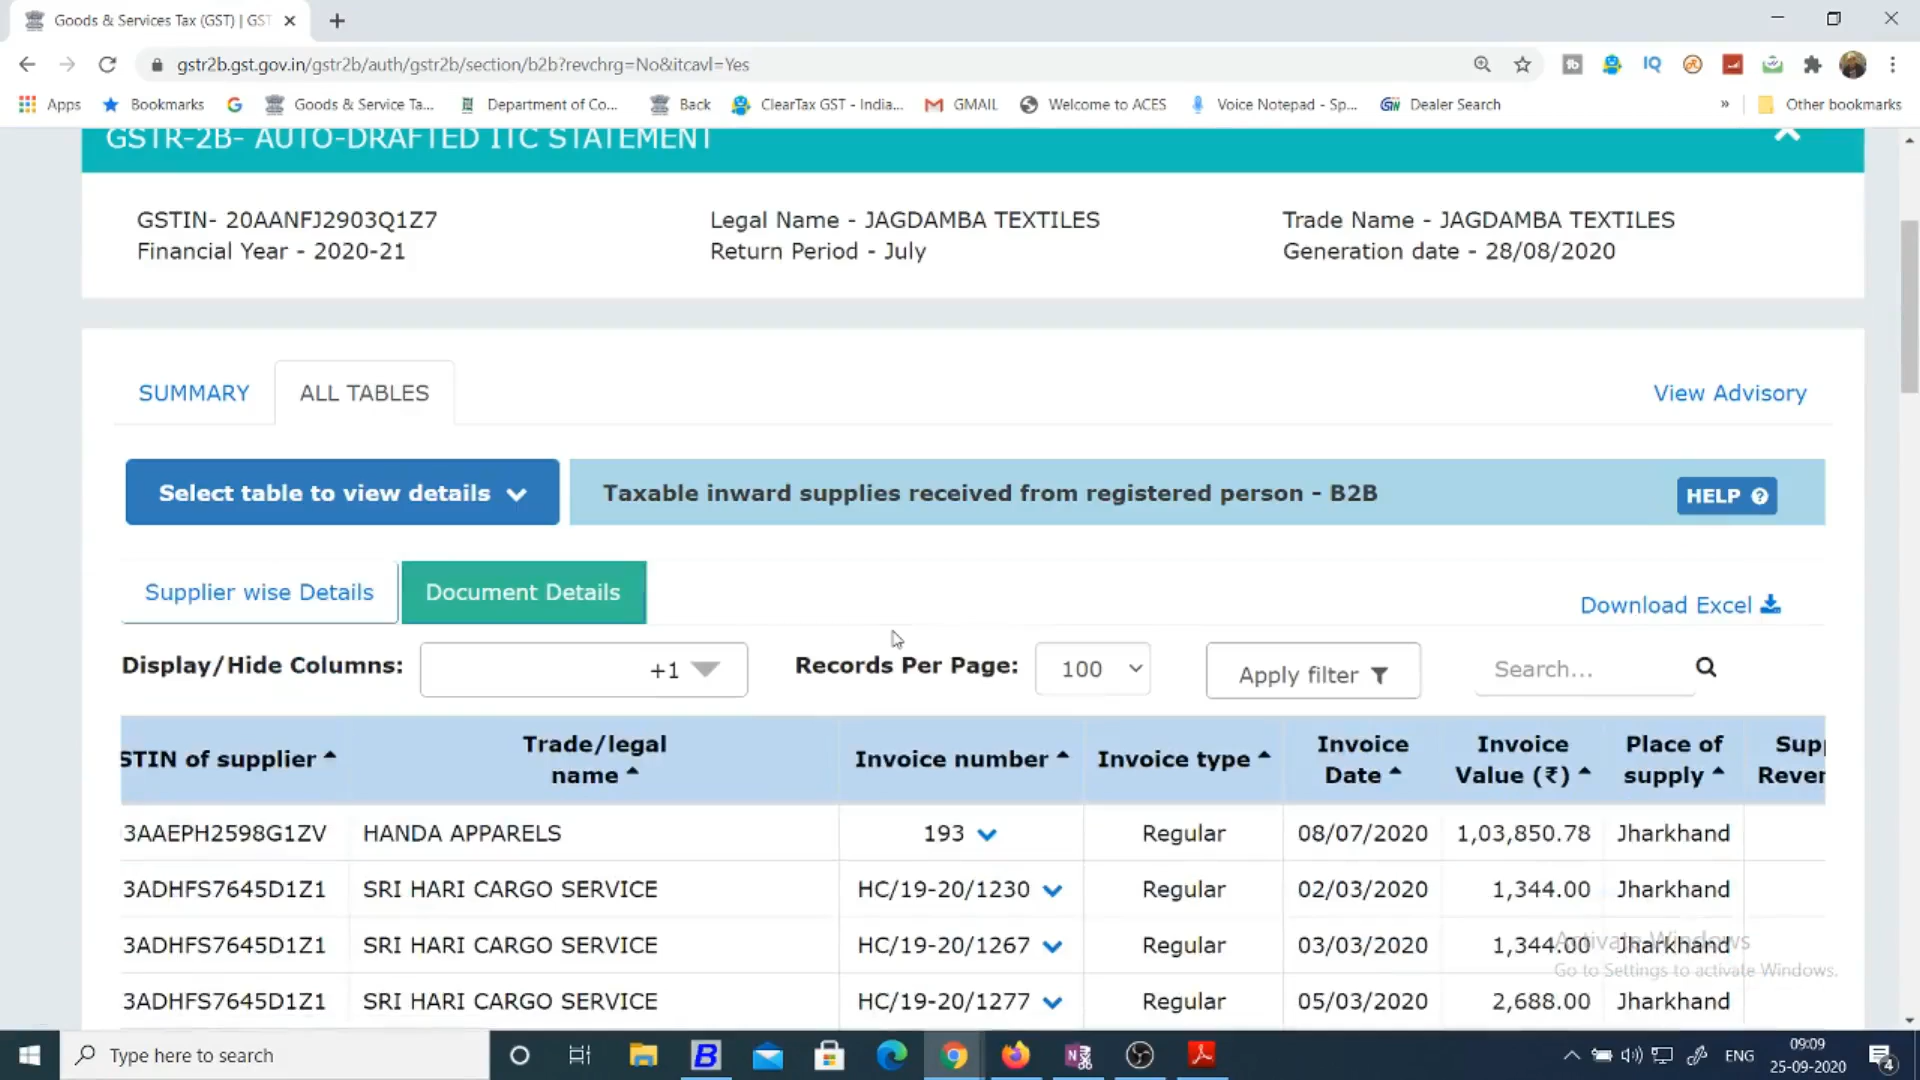 Goods & Services Tax (GST) | GST
gstr2b.gst.gov.in/gstr2b/auth/gstr2b/section/b2b?revchrg=No&itcavl=Yes
Apps Bookmarks Goods & Service Ta... Department of Co... Back ClearTax GST - India... GMAIL Welcome to ACES Voice Notepad - Sp... Dealer Search » Other bookmarks
GSTR-2B- AUTO-DRAFTED ITC STATEMENT
GSTIN- 20AANFJ2903Q1Z7 Legal Name - JAGDAMBA TEXTILES Trade Name - JAGDAMBA TEXTILES
Financial Year - 2020-21 Return Period - July Generation date - 28/08/2020
SUMMARY ALL TABLES View Advisory
Select table to view details Taxable inward supplies received from registered person - B2B HELP ?
Supplier wise Details Document Details Download Excel
Display/Hide Columns: +1 Records Per Page: 100 Apply filter Search...
STIN of supplier Trade/legal name Invoice number Invoice type Invoice Date Invoice Value (₹) Place of supply Supp Rever
3AAEPH2598G1ZV HANDA APPARELS 193 Regular 08/07/2020 1,03,850.78 Jharkhand
3ADHFS7645D1Z1 SRI HARI CARGO SERVICE HC/19-20/1230 Regular 02/03/2020 1,344.00 Jharkhand
3ADHFS7645D1Z1 SRI HARI CARGO SERVICE HC/19-20/1267 Regular 03/03/2020 1,344.00 Jharkhand
3ADHFS7645D1Z1 SRI HARI CARGO SERVICE HC/19-20/1277 Regular 05/03/2020 2,688.00 Jharkhand
Activate Windows
Go to Settings to activate Windows.
Type here to search
ENG
09:09
25-09-2020
4